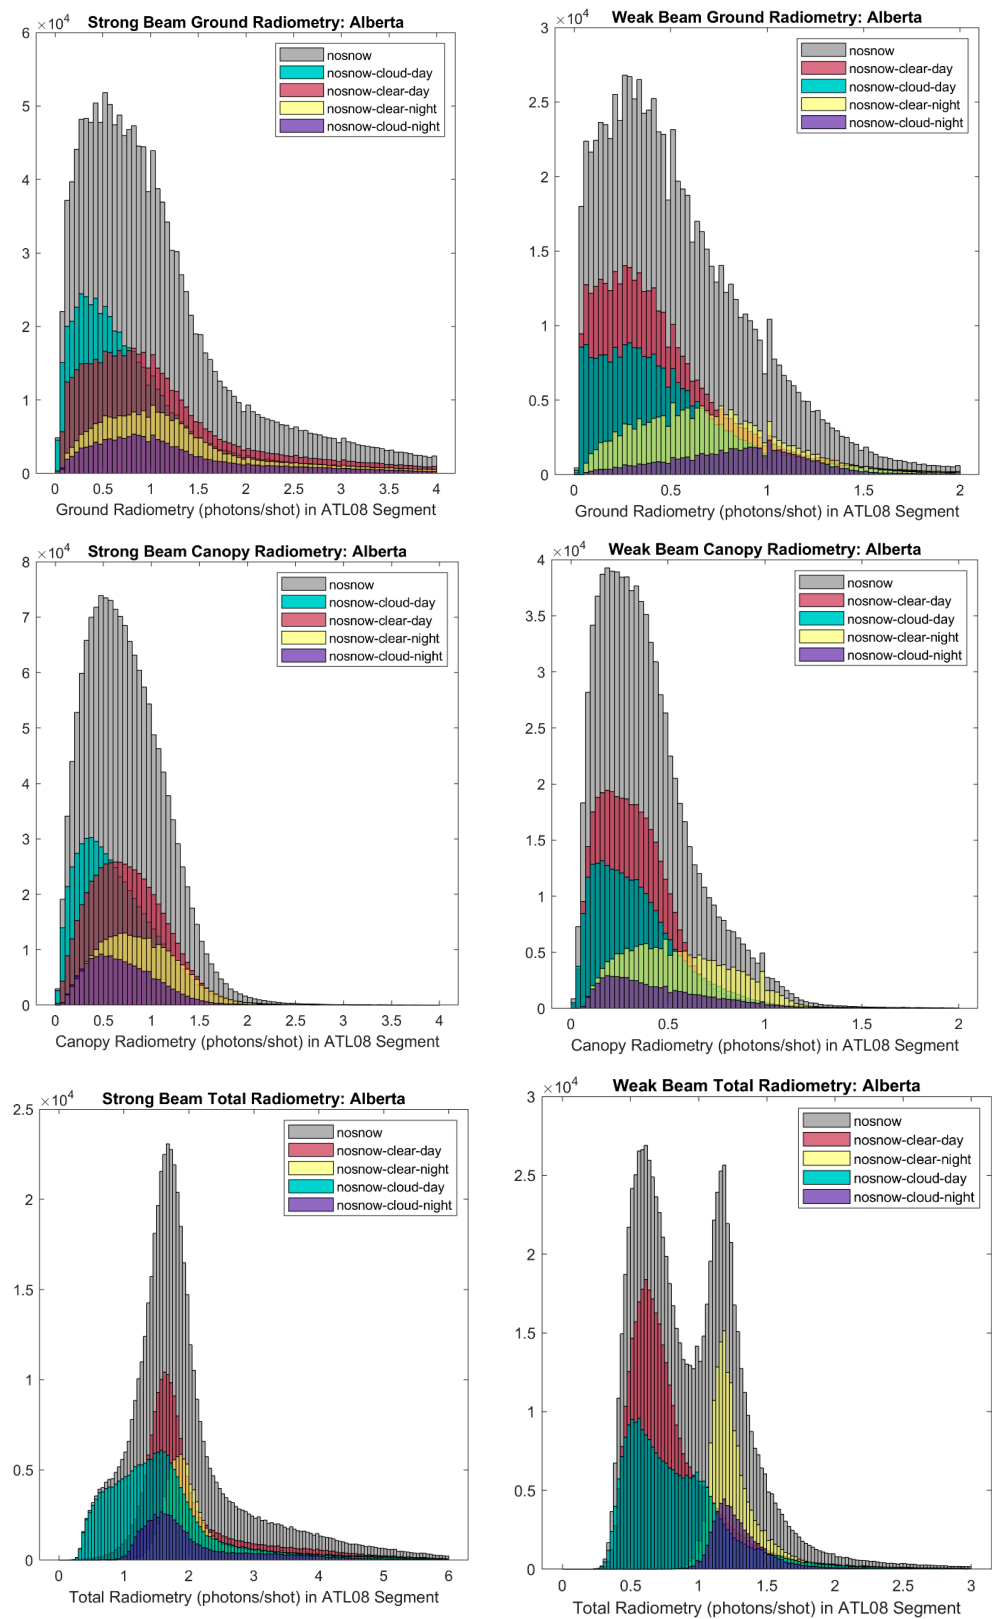 Strong Beam Ground Radiometry: Alberta
×10⁴
6
5
4
3
2
1
0
nosnow
nosnow-cloud-day
nosnow-clear-day
nosnow-clear-night
nosnow-cloud-night
0 0.5 1 1.5 2 2.5 3 3.5 4
Ground Radiometry (photons/shot) in ATL08 Segment
Weak Beam Ground Radiometry: Alberta
×10⁴
3
2.5
2
1.5
1
0.5
0
nosnow
nosnow-clear-day
nosnow-cloud-day
nosnow-clear-night
nosnow-cloud-night
0 0.5 1 1.5 2
Ground Radiometry (photons/shot) in ATL08 Segment
Strong Beam Canopy Radiometry: Alberta
×10⁴
8
7
6
5
4
3
2
1
0
nosnow
nosnow-cloud-day
nosnow-clear-day
nosnow-clear-night
nosnow-cloud-night
0 0.5 1 1.5 2 2.5 3 3.5 4
Canopy Radiometry (photons/shot) in ATL08 Segment
Weak Beam Canopy Radiometry: Alberta
×10⁴
4
3.5
3
2.5
2
1.5
1
0.5
0
nosnow
nosnow-clear-day
nosnow-cloud-day
nosnow-clear-night
nosnow-cloud-night
0 0.5 1 1.5 2
Canopy Radiometry (photons/shot) in ATL08 Segment
Strong Beam Total Radiometry: Alberta
×10⁴
2.5
2
1.5
1
0.5
0
nosnow
nosnow-clear-day
nosnow-clear-night
nosnow-cloud-day
nosnow-cloud-night
0 1 2 3 4 5 6
Total Radiometry (photons/shot) in ATL08 Segment
Weak Beam Total Radiometry: Alberta
×10⁴
3
2.5
2
1.5
1
0.5
0
nosnow
nosnow-clear-day
nosnow-clear-night
nosnow-cloud-day
nosnow-cloud-night
0 0.5 1 1.5 2 2.5 3
Total Radiometry (photons/shot) in ATL08 Segment